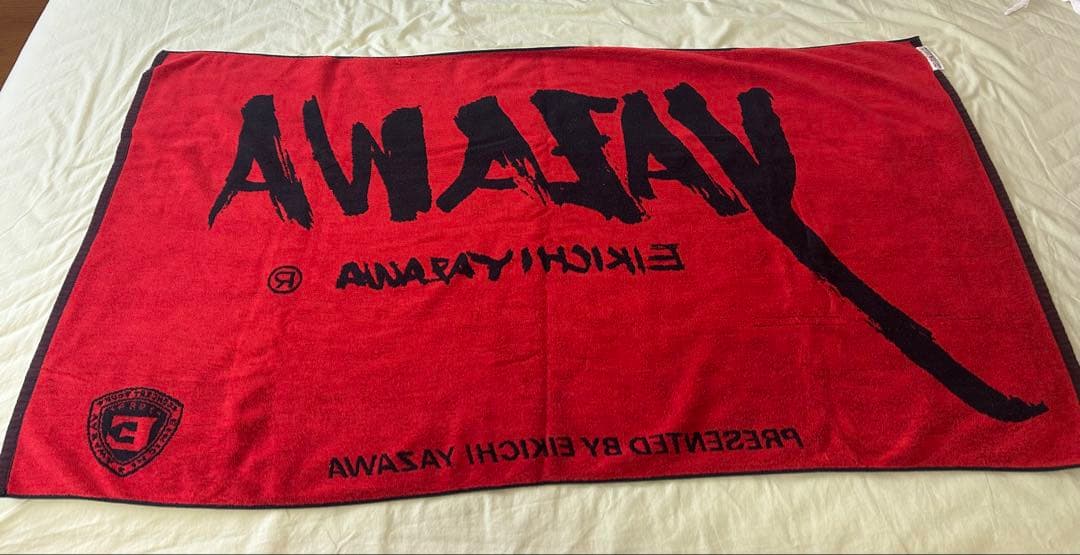 YAZAWA
EIKICHI YAZAWA ®
E
PRESENTED BY EIKICHI YAZAWA